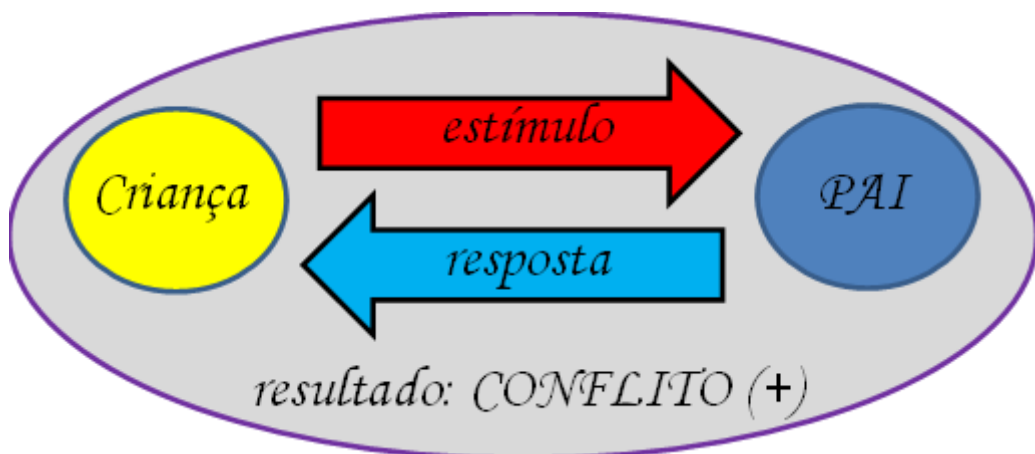 estímulo
Criança
PAI
resposta
resultado: CONFLITO (+)